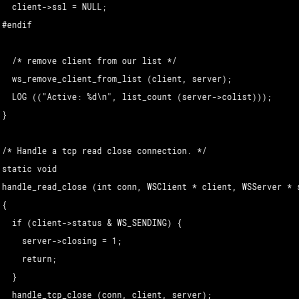 client->ssl = NULL;
#endif
/* remove client from our list */
ws_remove_client_from_list (client, server);
LOG (("Active: %d\n", list_count (server->colist)));
}
/* Handle a tcp read close connection. */
static void
handle_read_close (int conn, WSClient * client, WSServer * s
{
if (client->status & WS_SENDING) {
server->closing = 1;
return;
}
handle_tcp_close (conn, client, server);